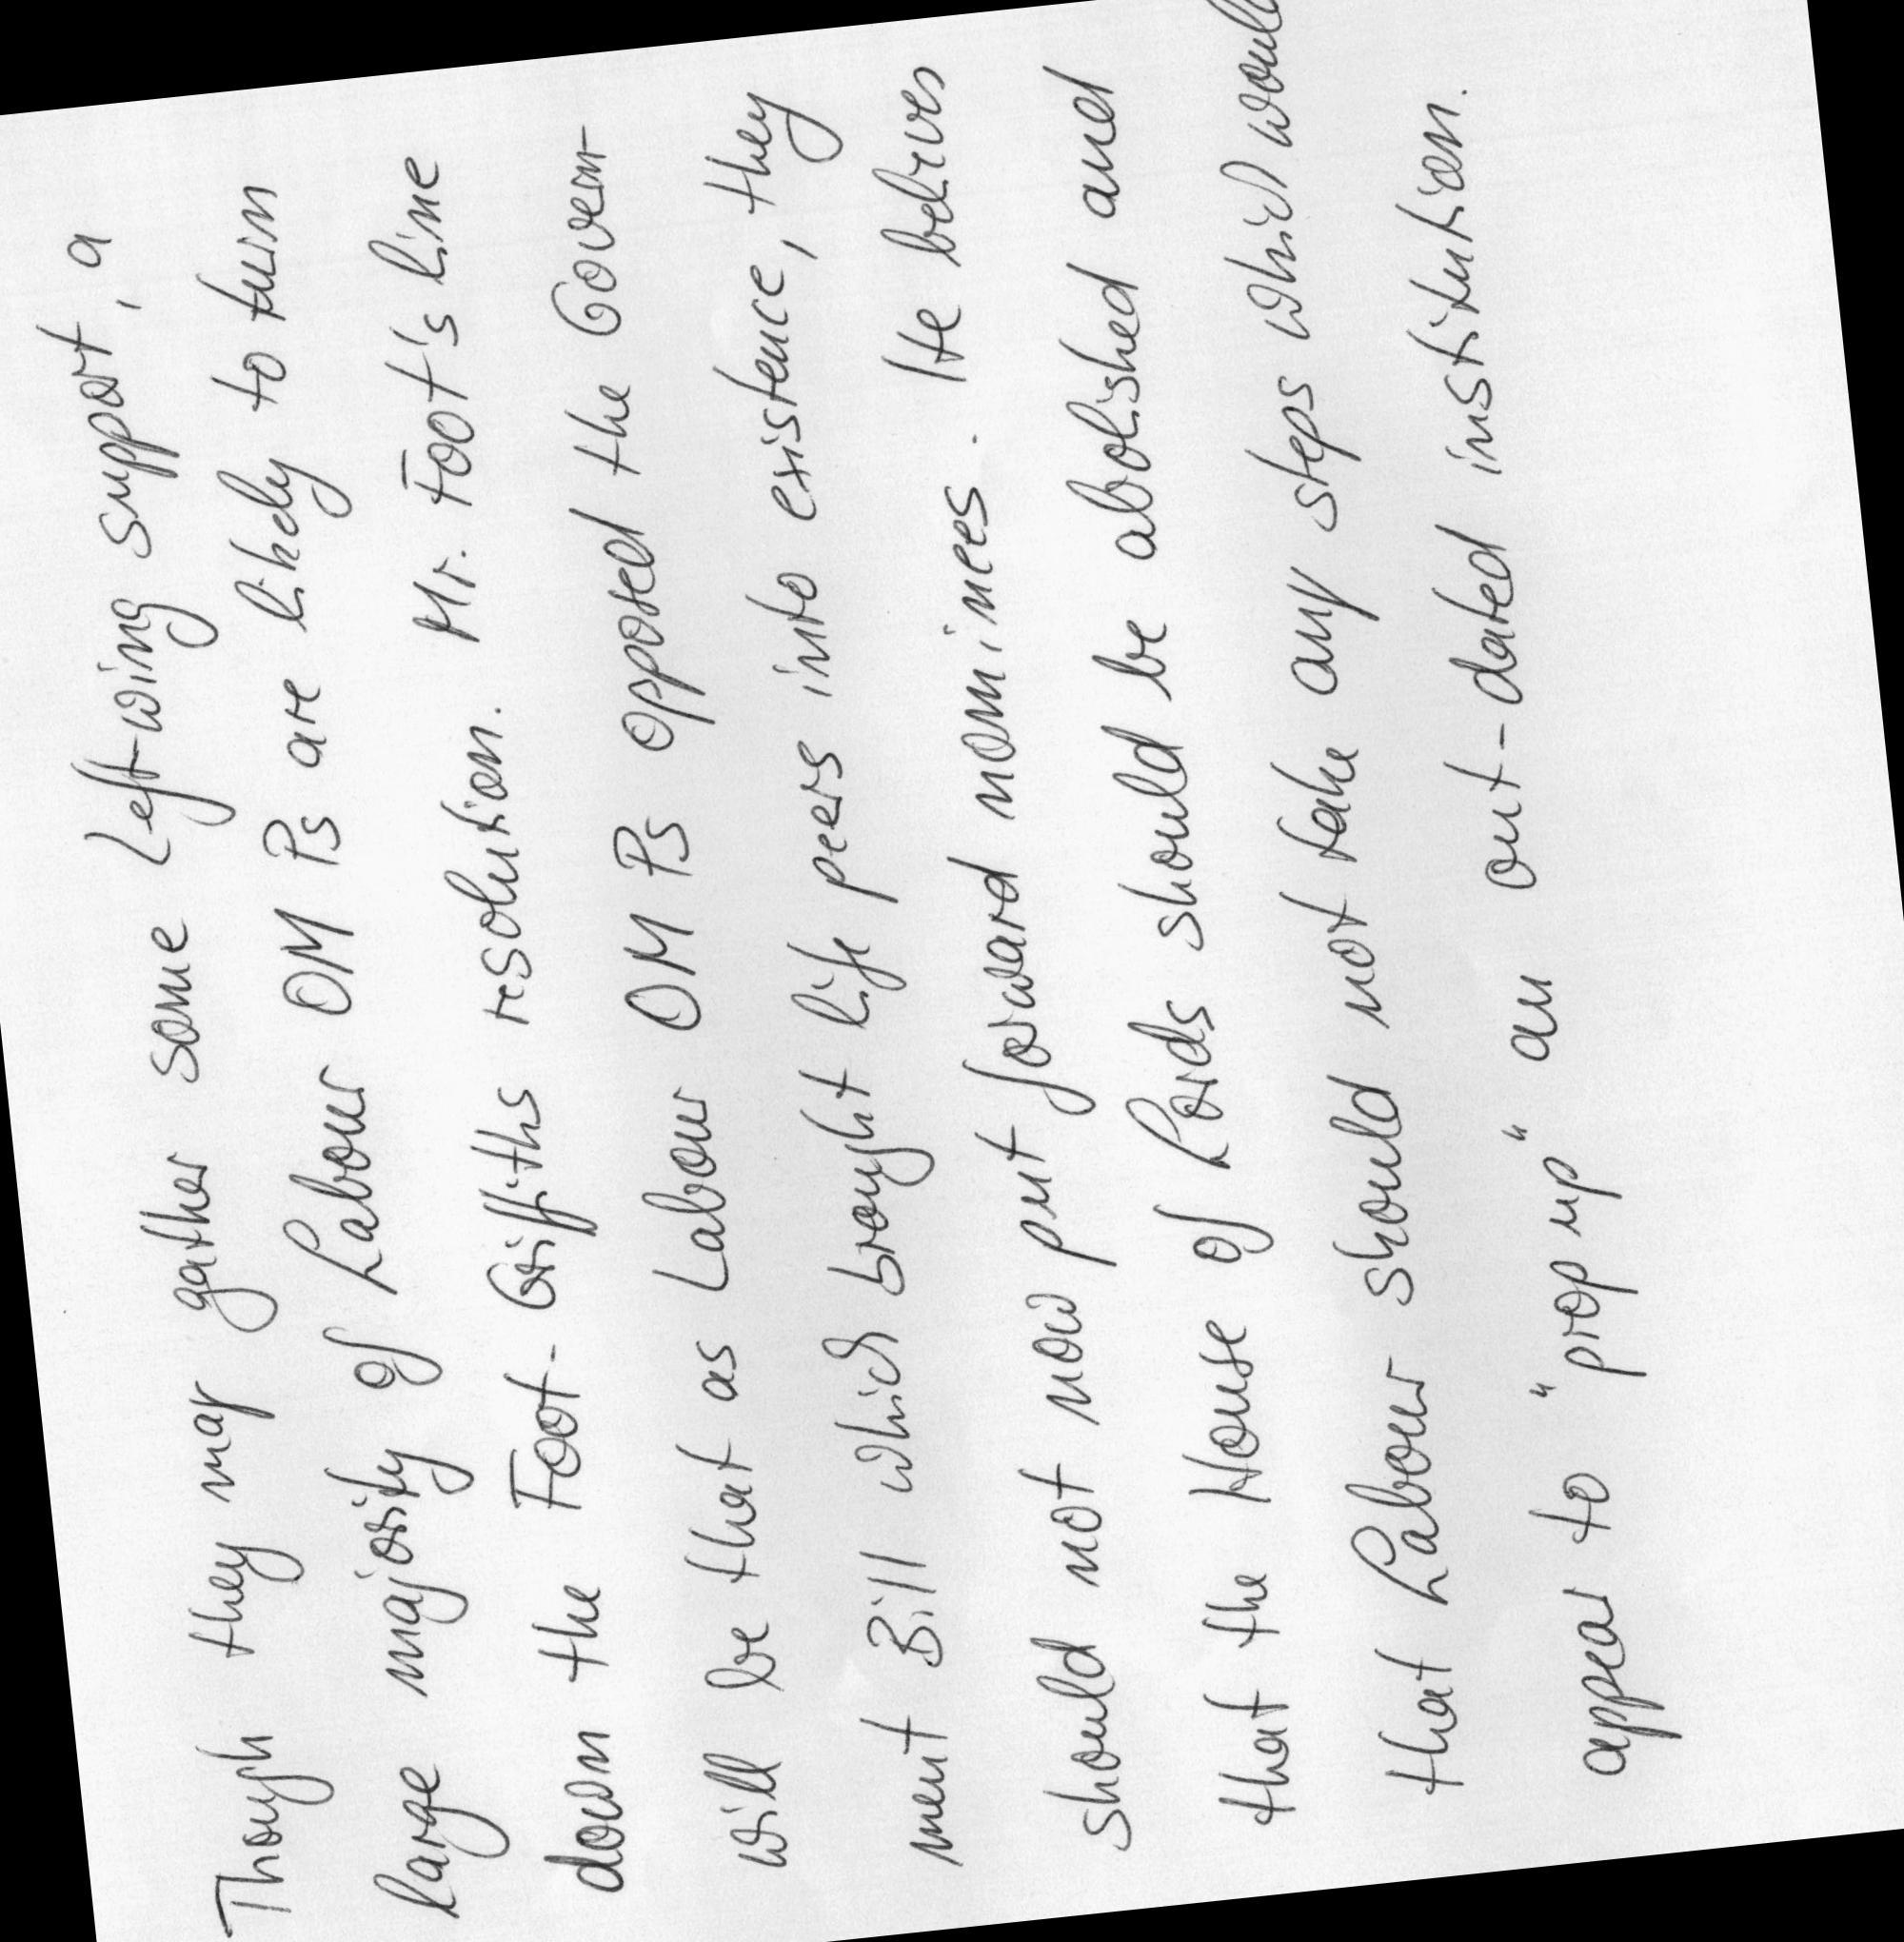 Though they may gather some Left-wing support, a
large majority of Labour OM Ps are likely to turn
down the Foot-Griffiths resolution. Mr. Foot's line
will be that as Labour OM Ps opposed the Govern-
ment Bill which brought life peers into existence, they
should not now put forward nominees. He belives
that the House of Lords should be abolished and
that Labour should not take any steps which would
appear to "prop up" an out-dated institution.